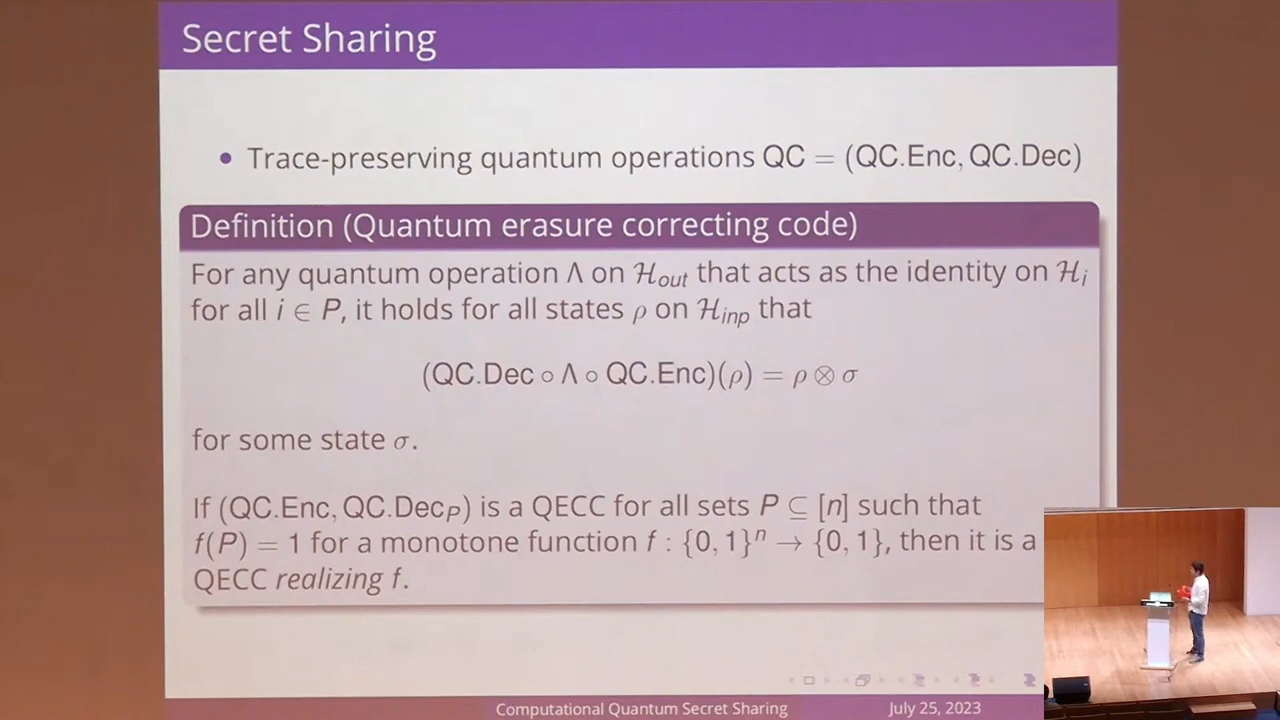 Secret Sharing
• Trace-preserving quantum operations QC = (QC.Enc, QC.Dec)
Definition (Quantum erasure correcting code)
For any quantum operation Λ on ℋ_out that acts as the identity on ℋ_i
for all i ∈ P, it holds for all states ρ on ℋ_inp that
(QC.Dec ∘ Λ ∘ QC.Enc)(ρ) = ρ ⊗ σ
for some state σ.
If (QC.Enc, QC.Dec_P) is a QECC for all sets P ⊆ [n] such that
f(P) = 1 for a monotone function f : {0, 1}ⁿ → {0, 1}, then it is a
QECC realizing f.
Computational Quantum Secret Sharing July 25, 2023